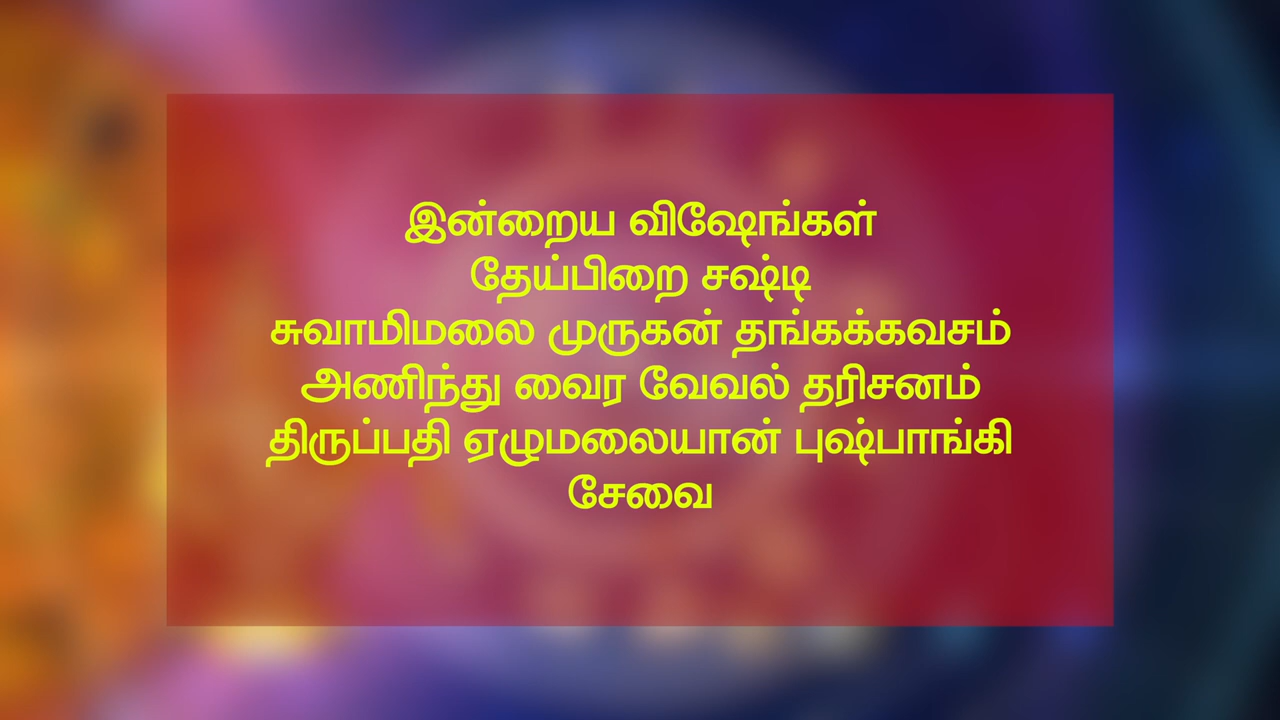 இன்றைய விஷேங்கள்
தேய்பிறை சஷ்டி
சுவாமிமலை முருகன் தங்கக்கவசம்
அணிந்து வைர வேவல் தரிசனம்
திருப்பதி ஏழுமலையான் புஷ்பாங்கி
சேவை